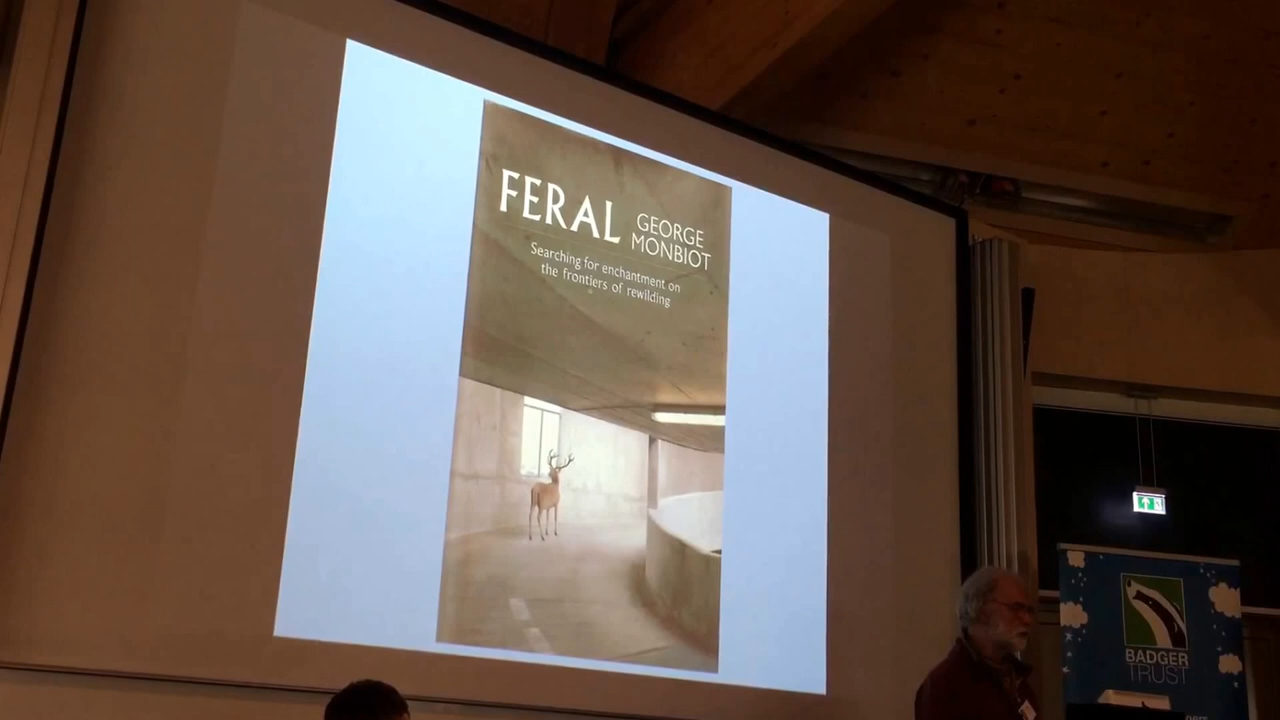 FERAL
GEORGE
MONBIOT
Searching for enchantment on
the frontiers of rewilding
BADGER
TRUST